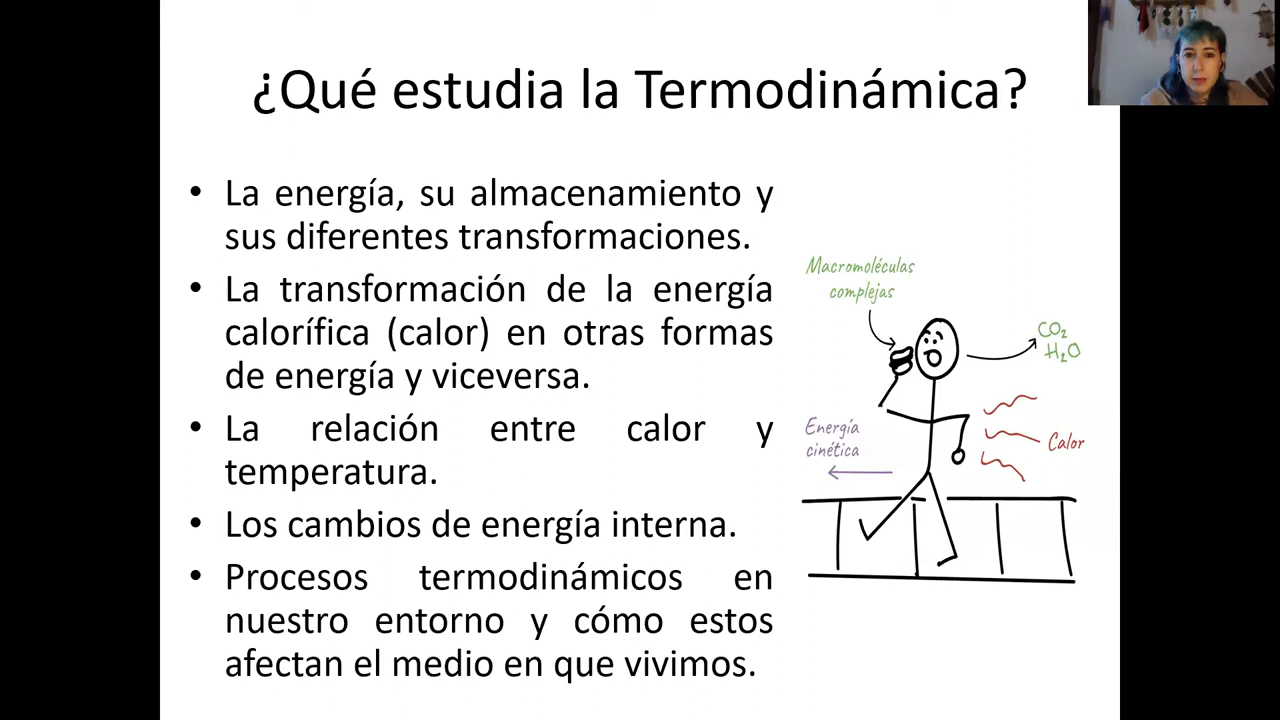 ¿Qué estudia la Termodinámica?
• La energía, su almacenamiento y
sus diferentes transformaciones.
• La transformación de la energía
calorífica (calor) en otras formas
de energía y viceversa.
• La relación entre calor y
temperatura.
• Los cambios de energía interna.
• Procesos termodinámicos en
nuestro entorno y cómo estos
afectan el medio en que vivimos.
Macromoléculas
complejas
CO₂
H₂O
Energía
cinética
Calor